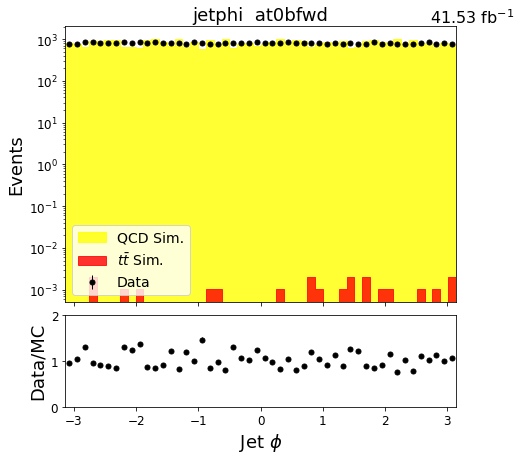 jetphi at0bfwd
41.53 fb⁻¹
Events
10³
10²
10¹
10⁰
10⁻¹
10⁻²
10⁻³
QCD Sim.
tt̄ Sim.
Data
Data/MC
2
1
0
−3 −2 −1 0 1 2 3
Jet ϕ